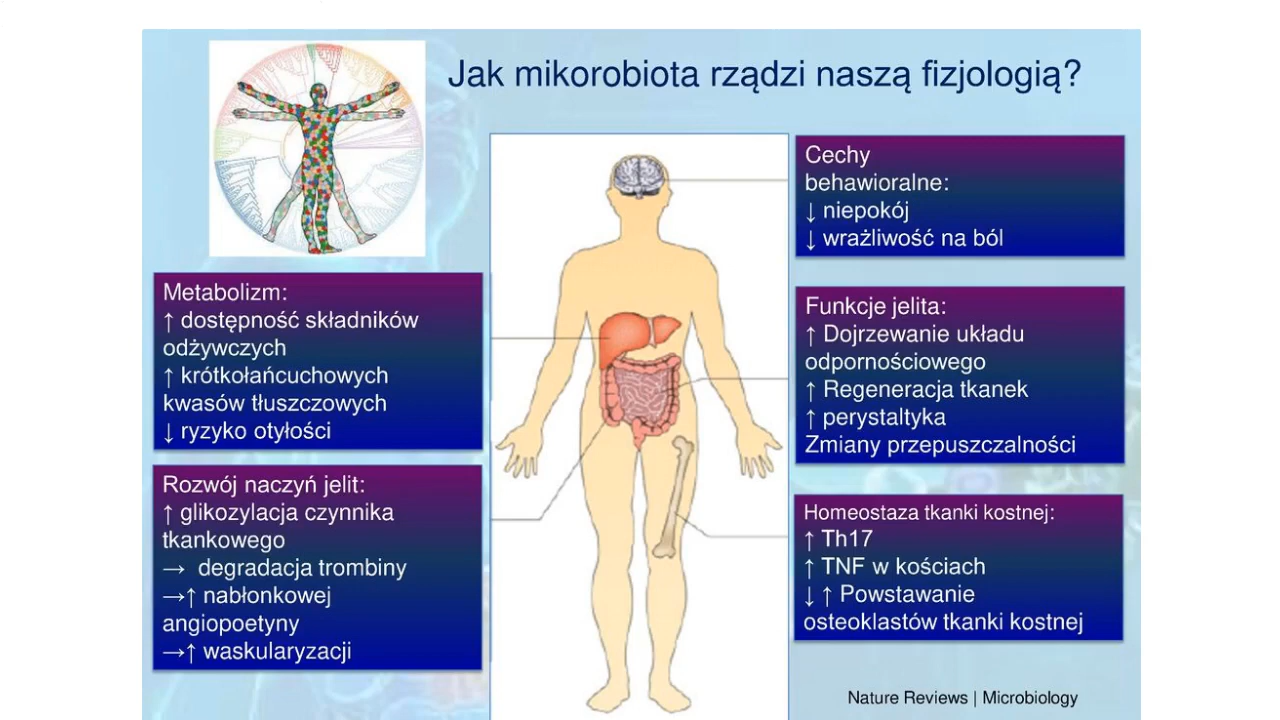 Jak mikorobiota rządzi naszą fizjologią?
Cechy
behawioralne:
↓ niepokój
↓ wrażliwość na ból
Metabolizm:
↑ dostępność składników
odżywczych
↑ krótkołańcuchowych
kwasów tłuszczowych
↓ ryzyko otyłości
Funkcje jelita:
↑ Dojrzewanie układu
odpornościowego
↑ Regeneracja tkanek
↑ perystaltyka
Zmiany przepuszczalności
Rozwój naczyń jelit:
↑ glikozylacja czynnika
tkankowego
→ degradacja trombiny
→↑ nabłonkowej
angiopoetyny
→↑ waskularyzacji
Homeostaza tkanki kostnej:
↑ Th17
↑ TNF w kościach
↓ ↑ Powstawanie
osteoklastów tkanki kostnej
Nature Reviews | Microbiology